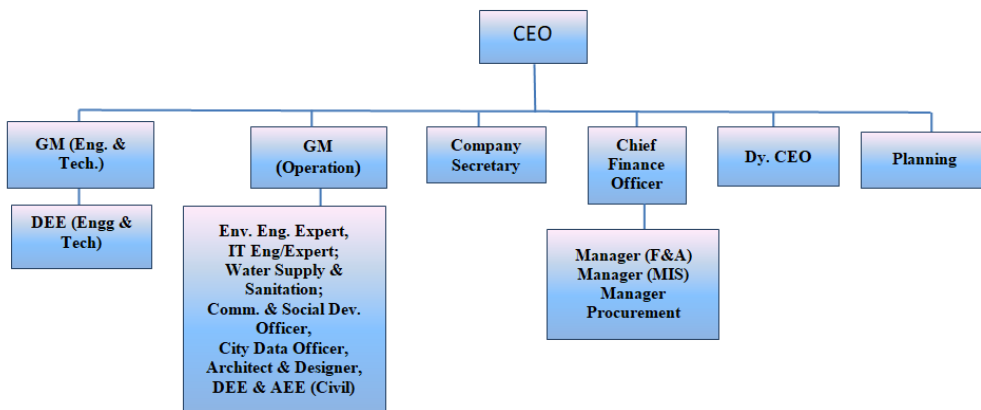 CEO
GM (Eng. &
Tech.)
GM
(Operation)
Company
Secretary
Chief
Finance
Officer
Dy. CEO
Planning
DEE (Engg &
Tech)
Env. Eng. Expert,
IT Eng/Expert;
Water Supply &
Sanitation;
Comm. & Social Dev.
Officer,
City Data Officer,
Architect & Designer,
DEE & AEE (Civil)
Manager (F&A)
Manager (MIS)
Manager
Procurement